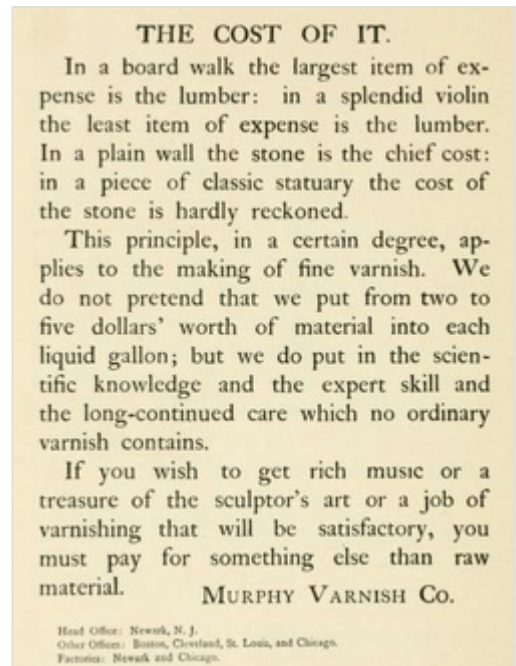 THE COST OF IT.
In a board walk the largest item of ex-
pense is the lumber: in a splendid violin
the least item of expense is the lumber.
In a plain wall the stone is the chief cost:
in a piece of classic statuary the cost of
the stone is hardly reckoned.
This principle, in a certain degree, ap-
plies to the making of fine varnish. We
do not pretend that we put from two to
five dollars' worth of material into each
liquid gallon; but we do put in the scien-
tific knowledge and the expert skill and
the long-continued care which no ordinary
varnish contains.
If you wish to get rich music or a
treasure of the sculptor's art or a job of
varnishing that will be satisfactory, you
must pay for something else than raw
material. MURPHY VARNISH CO.
Head Office: Newark, N. J.
Other Offices: Boston, Cleveland, St. Louis, and Chicago.
Factories: Newark and Chicago.